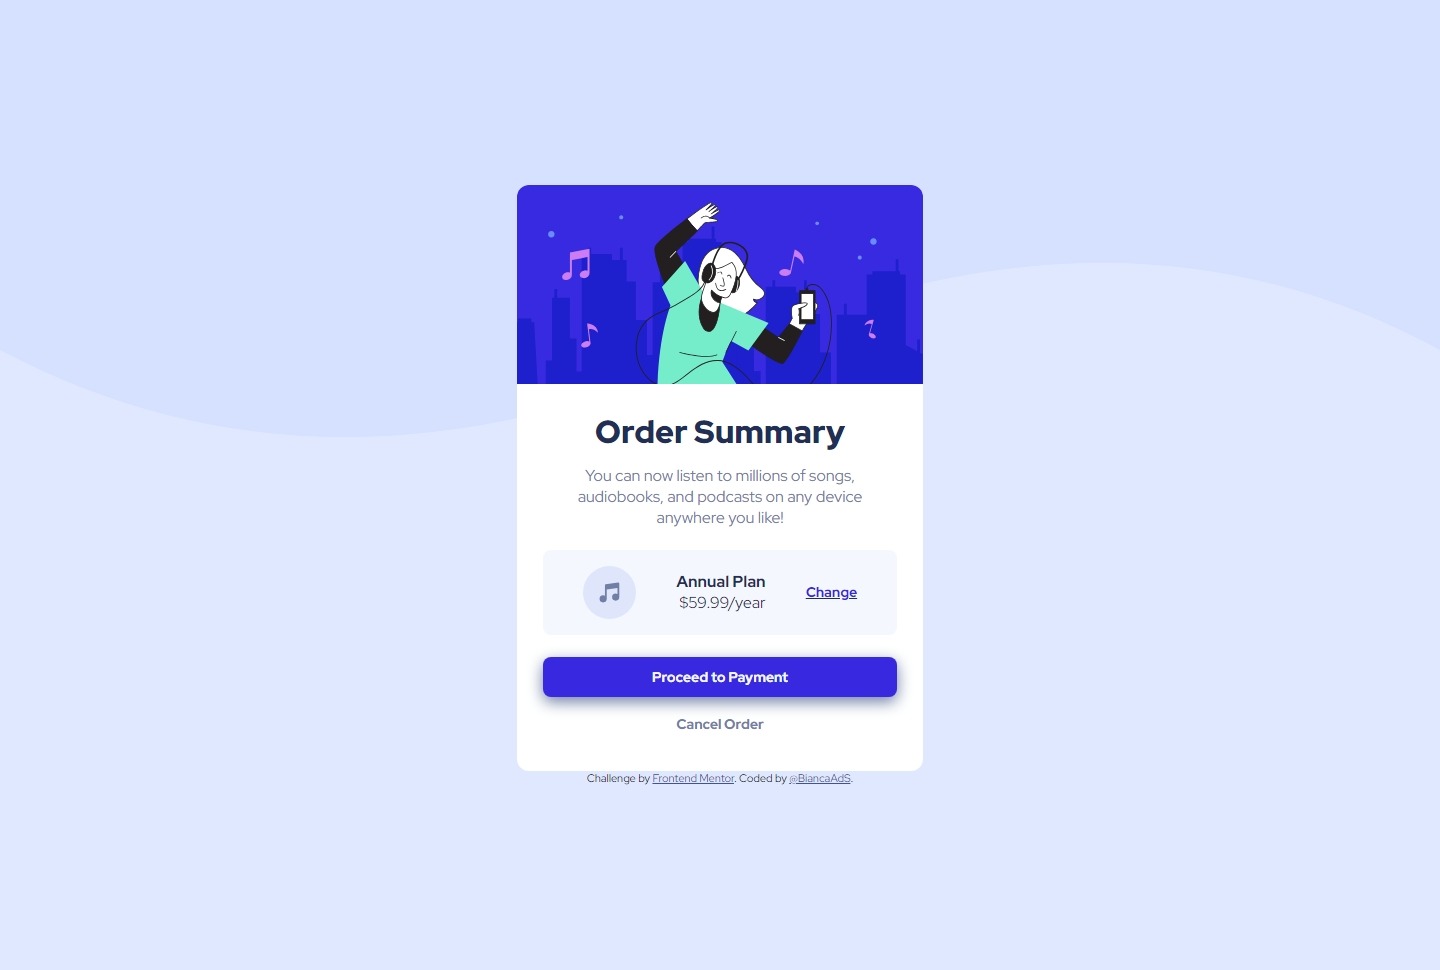 Order Summary
You can now listen to millions of songs,
audiobooks, and podcasts on any device
anywhere you like!
Annual Plan
$59.99/year
Change
Proceed to Payment
Cancel Order
Challenge by Frontend Mentor. Coded by @BiancaAdS.